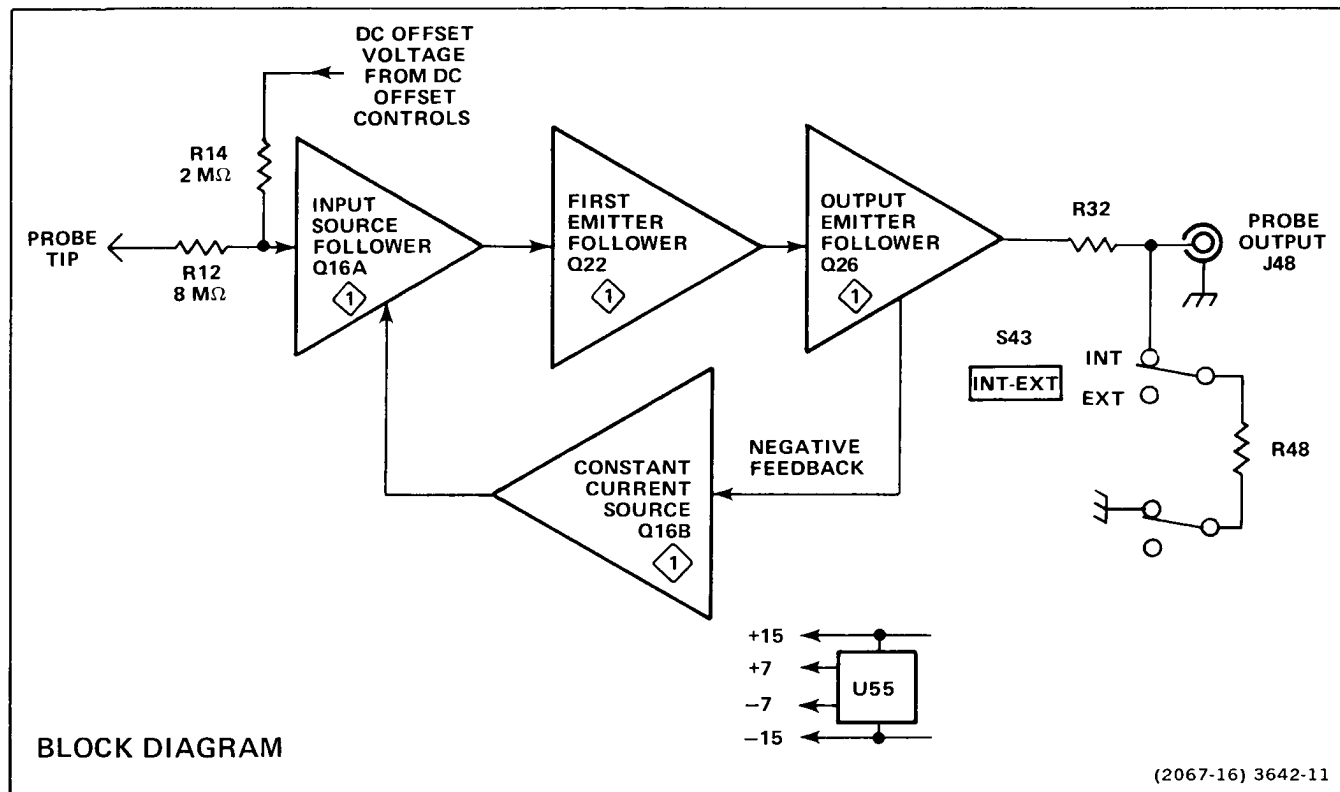 DC OFFSET
VOLTAGE
FROM DC
OFFSET
CONTROLS
R14
2 MΩ
PROBE
TIP
R12
8 MΩ
INPUT
SOURCE
FOLLOWER
Q16A
1
FIRST
EMITTER
FOLLOWER
Q22
1
OUTPUT
EMITTER
FOLLOWER
Q26
1
R32
PROBE
OUTPUT
J48
S43
INT-EXT
INT
EXT
R48
NEGATIVE
FEEDBACK
CONSTANT
CURRENT
SOURCE
Q16B
1
+15
+7
−7
−15
U55
BLOCK DIAGRAM
(2067-16) 3642-11